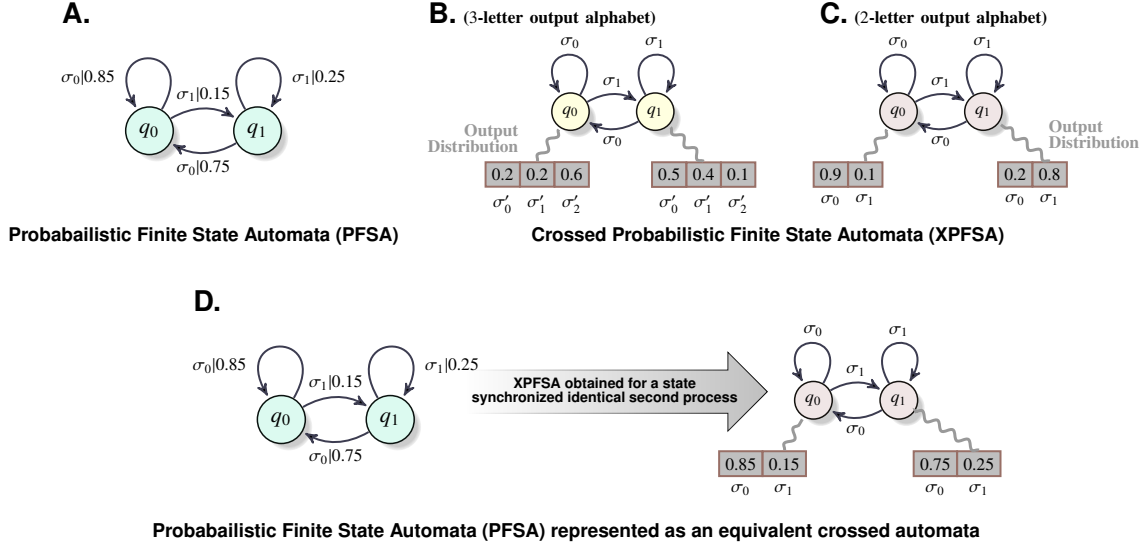 A.
B. (3-letter output alphabet)
C. (2-letter output alphabet)
σ₀|0.85
σ₁|0.15
σ₁|0.25
q₀
q₁
σ₀|0.75
σ₀
σ₁
σ₁
q₀
q₁
σ₀
Output
Distribution
0.2 0.2 0.6
σ′₀ σ′₁ σ′₂
0.5 0.4 0.1
σ′₀ σ′₁ σ′₂
σ₀
σ₁
σ₁
q₀
q₁
σ₀
Output
Distribution
0.9 0.1
σ₀ σ₁
0.2 0.8
σ₀ σ₁
Probabailistic Finite State Automata (PFSA)
Crossed Probabilistic Finite State Automata (XPFSA)
D.
σ₀|0.85
σ₁|0.15
σ₁|0.25
q₀
q₁
σ₀|0.75
XPFSA obtained for a state
synchronized identical second process
σ₀
σ₁
σ₁
q₀
q₁
σ₀
0.85 0.15
σ₀ σ₁
0.75 0.25
σ₀ σ₁
Probabailistic Finite State Automata (PFSA) represented as an equivalent crossed automata